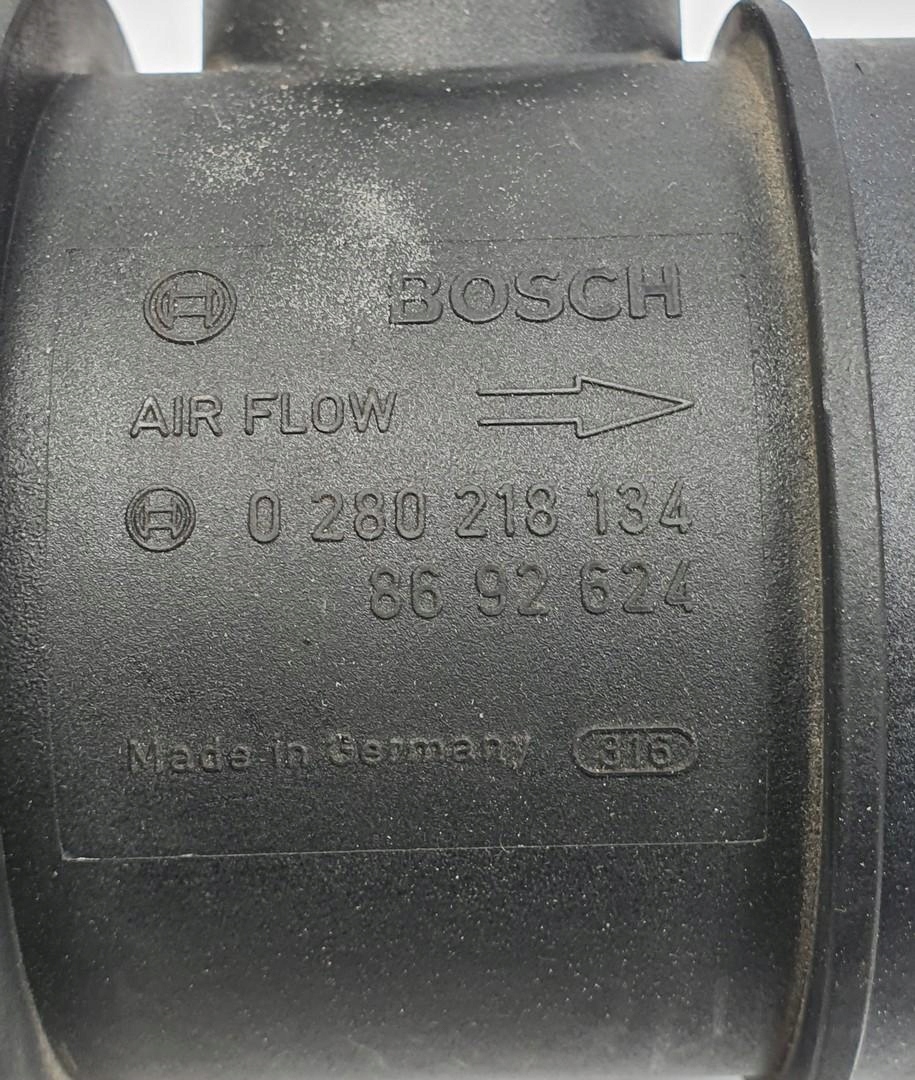 BOSCH
AIR FLOW
0 280 218 134
86 92 624
Made in Germany 316